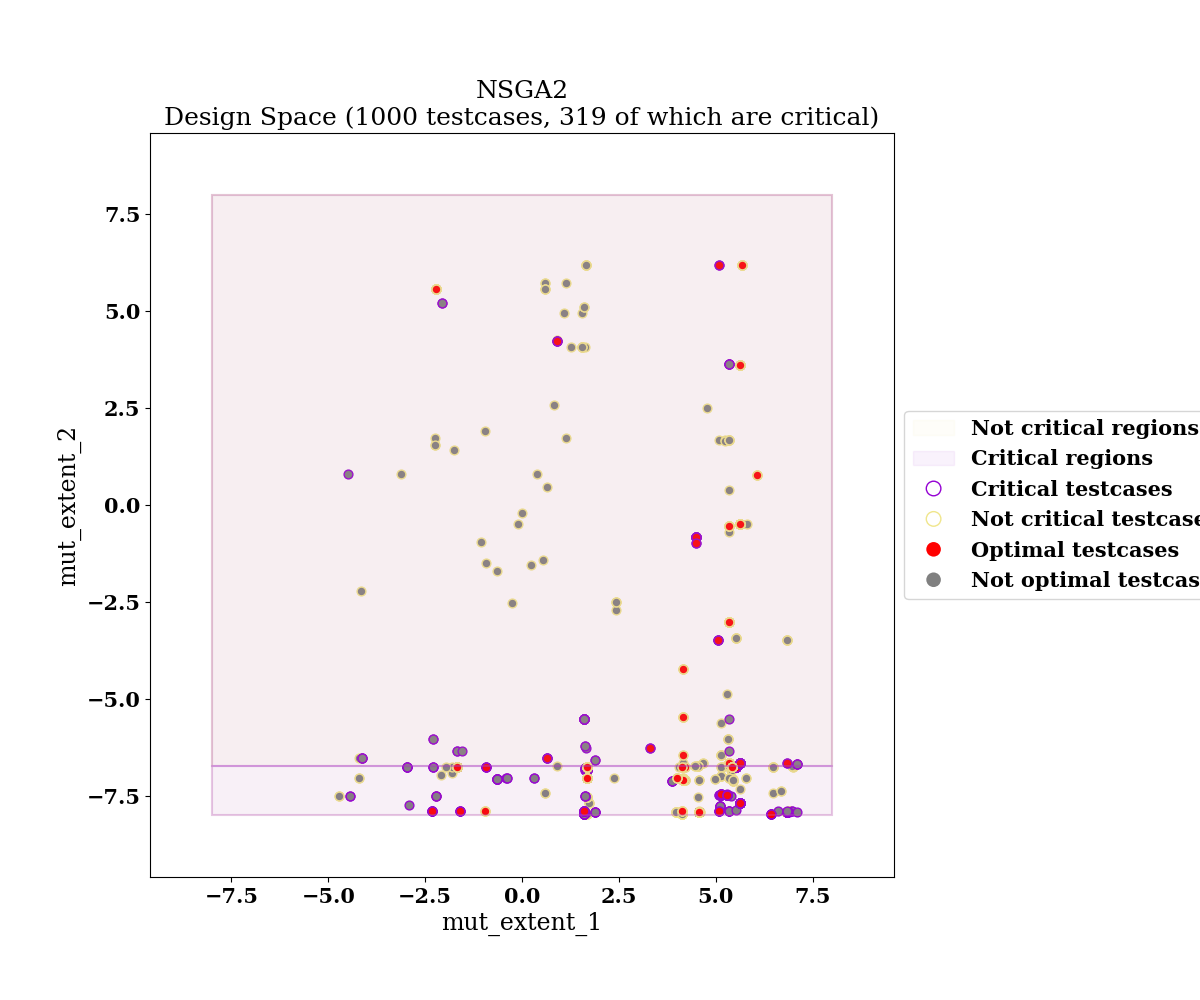 NSGA2
Design Space (1000 testcases, 319 of which are critical)
7.5
5.0
2.5
0.0
−2.5
−5.0
−7.5
mut_extent_2
−7.5 −5.0 −2.5 0.0 2.5 5.0 7.5
mut_extent_1
Not critical regions
Critical regions
Critical testcases
Not critical testcase
Optimal testcases
Not optimal testcas